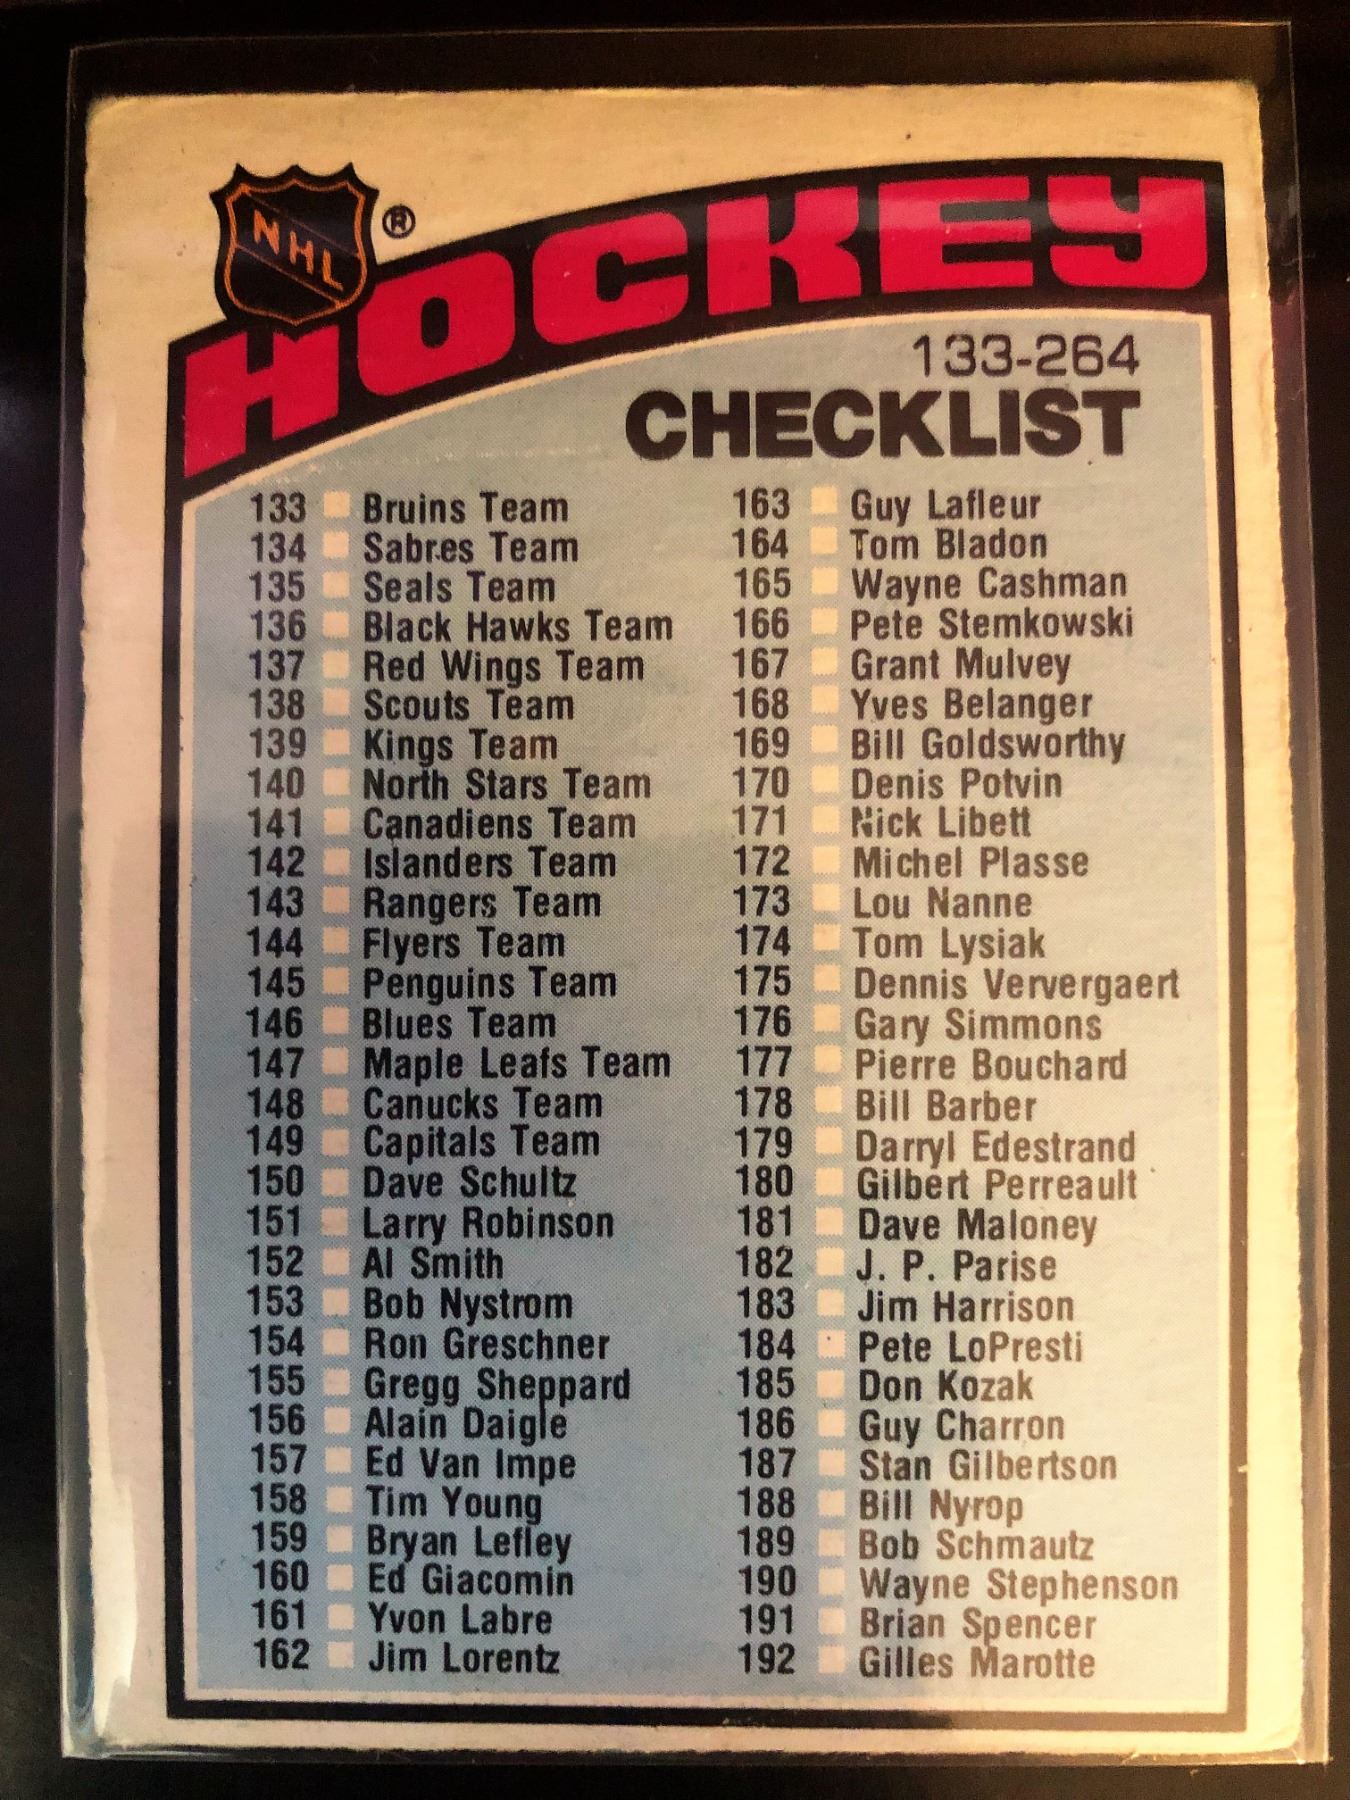 NHL ®
HOCKEY
133-264
CHECKLIST
133 Bruins Team
134 Sabres Team
135 Seals Team
136 Black Hawks Team
137 Red Wings Team
138 Scouts Team
139 Kings Team
140 North Stars Team
141 Canadiens Team
142 Islanders Team
143 Rangers Team
144 Flyers Team
145 Penguins Team
146 Blues Team
147 Maple Leafs Team
148 Canucks Team
149 Capitals Team
150 Dave Schultz
151 Larry Robinson
152 Al Smith
153 Bob Nystrom
154 Ron Greschner
155 Gregg Sheppard
156 Alain Daigle
157 Ed Van Impe
158 Tim Young
159 Bryan Lefley
160 Ed Giacomin
161 Yvon Labre
162 Jim Lorentz
163 Guy Lafleur
164 Tom Bladon
165 Wayne Cashman
166 Pete Stemkowski
167 Grant Mulvey
168 Yves Belanger
169 Bill Goldsworthy
170 Denis Potvin
171 Nick Libett
172 Michel Plasse
173 Lou Nanne
174 Tom Lysiak
175 Dennis Ververgaert
176 Gary Simmons
177 Pierre Bouchard
178 Bill Barber
179 Darryl Edestrand
180 Gilbert Perreault
181 Dave Maloney
182 J. P. Parise
183 Jim Harrison
184 Pete LoPresti
185 Don Kozak
186 Guy Charron
187 Stan Gilbertson
188 Bill Nyrop
189 Bob Schmautz
190 Wayne Stephenson
191 Brian Spencer
192 Gilles Marotte